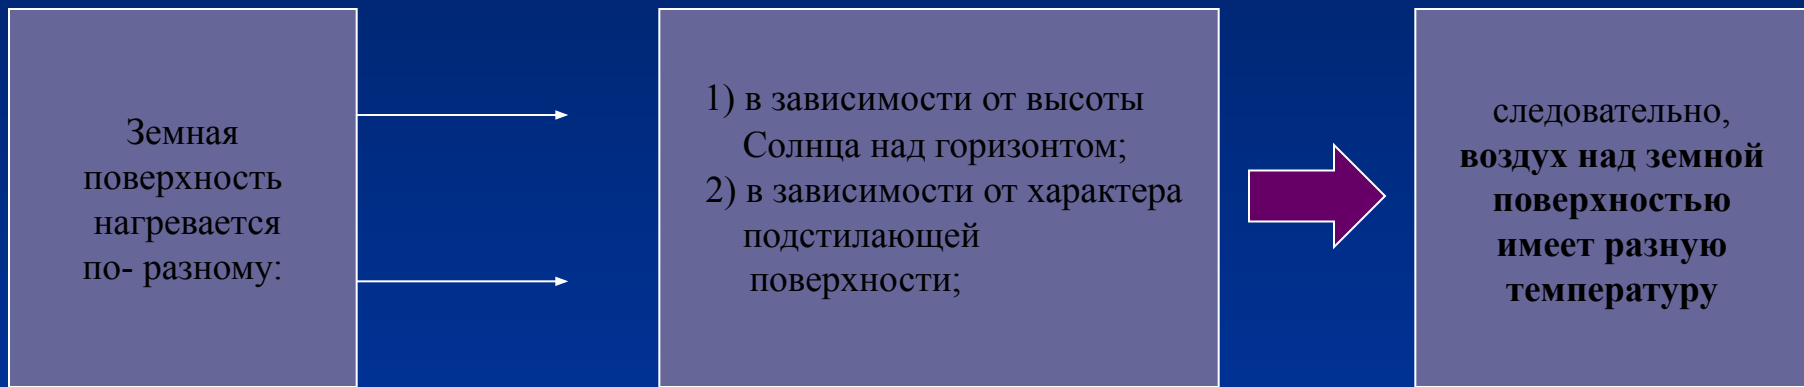 Земная
поверхность
нагревается
по- разному:
1) в зависимости от высоты
Солнца над горизонтом;
2) в зависимости от характера
подстилающей
поверхности;
следовательно,
воздух над земной
поверхностью
имеет разную
температуру